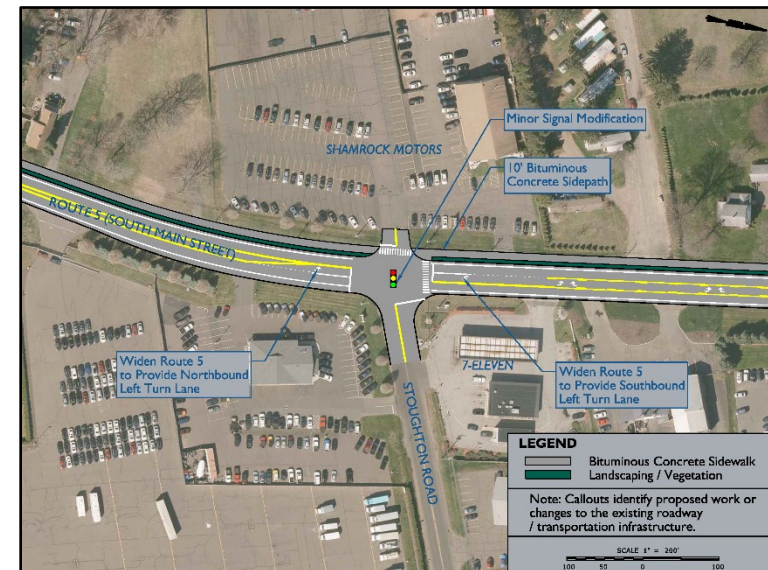 Minor Signal Modification
SHAMROCK MOTORS
10' Bituminous
Concrete Sidepath
ROUTE 5 (SOUTH MAIN STREET)
Widen Route 5
to Provide Northbound
Left Turn Lane
7-ELEVEN
Widen Route 5
to Provide Southbound
Left Turn Lane
STOUGHTON ROAD
LEGEND
Bituminous Concrete Sidewalk
Landscaping / Vegetation
Note: Callouts identify proposed work or
changes to the existing roadway
/ transportation infrastructure.
SCALE 1" = 200'
100 50 0 100